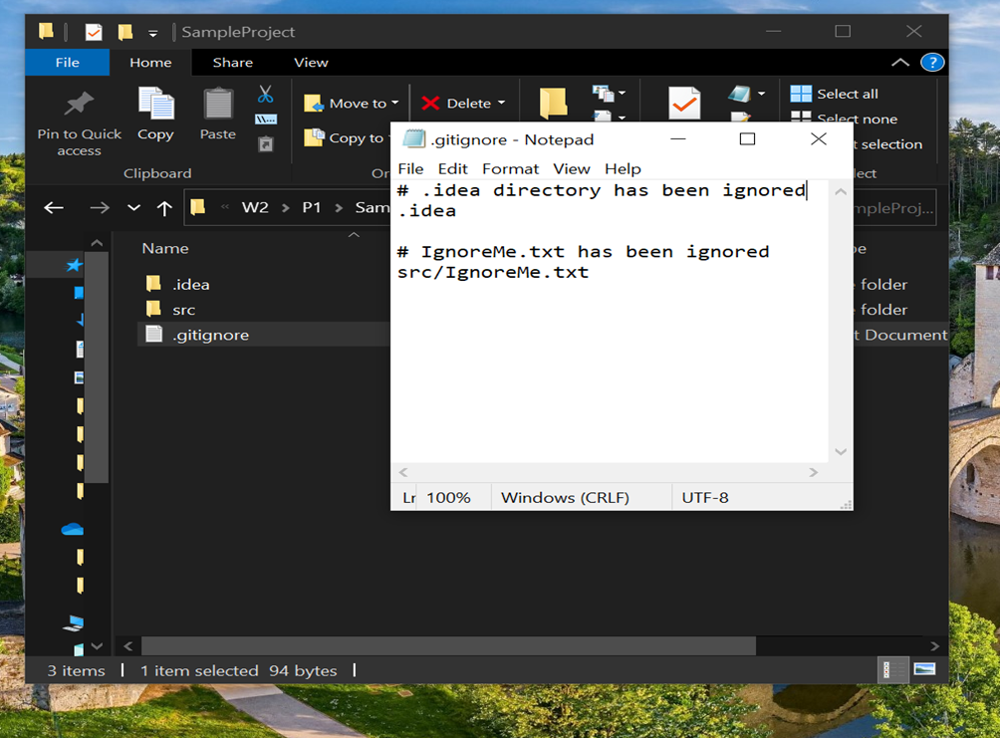 SampleProject
File Home Share View
Pin to Quick access
Copy
Paste
Clipboard
Move to
Copy to
Delete
Or
Select all
Select none
t selection
lect
W2 P1 Sam
mpleProj...
Name
.idea
folder
src
folder
.gitignore
t Document
.gitignore - Notepad
File Edit Format View Help
# .idea directory has been ignored
.idea
# IgnoreMe.txt has been ignored
src/IgnoreMe.txt
Ln 100% Windows (CRLF) UTF-8
3 items 1 item selected 94 bytes